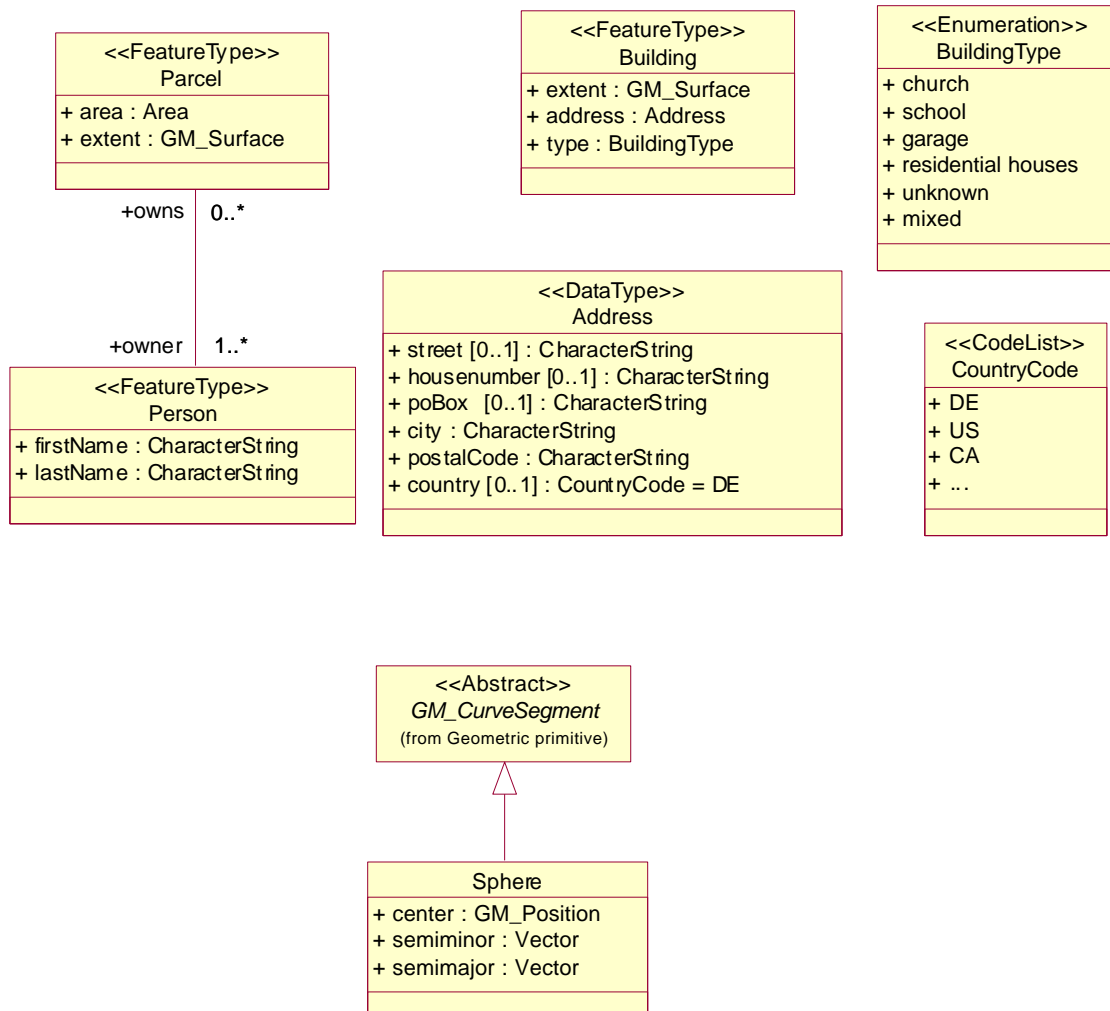 <<FeatureType>>
Parcel
+ area : Area
+ extent : GM_Surface
+owns 0..*
+owner 1..*
<<FeatureType>>
Person
+ firstName : CharacterString
+ lastName : CharacterString
<<FeatureType>>
Building
+ extent : GM_Surface
+ address : Address
+ type : BuildingType
<<Enumeration>>
BuildingType
+ church
+ school
+ garage
+ residential houses
+ unknown
+ mixed
<<DataType>>
Address
+ street [0..1] : CharacterString
+ housenumber [0..1] : CharacterString
+ poBox [0..1] : CharacterString
+ city : CharacterString
+ postalCode : CharacterString
+ country [0..1] : CountryCode = DE
<<CodeList>>
CountryCode
+ DE
+ US
+ CA
+ ...
<<Abstract>>
GM_CurveSegment
(from Geometric primitive)
Sphere
+ center : GM_Position
+ semiminor : Vector
+ semimajor : Vector